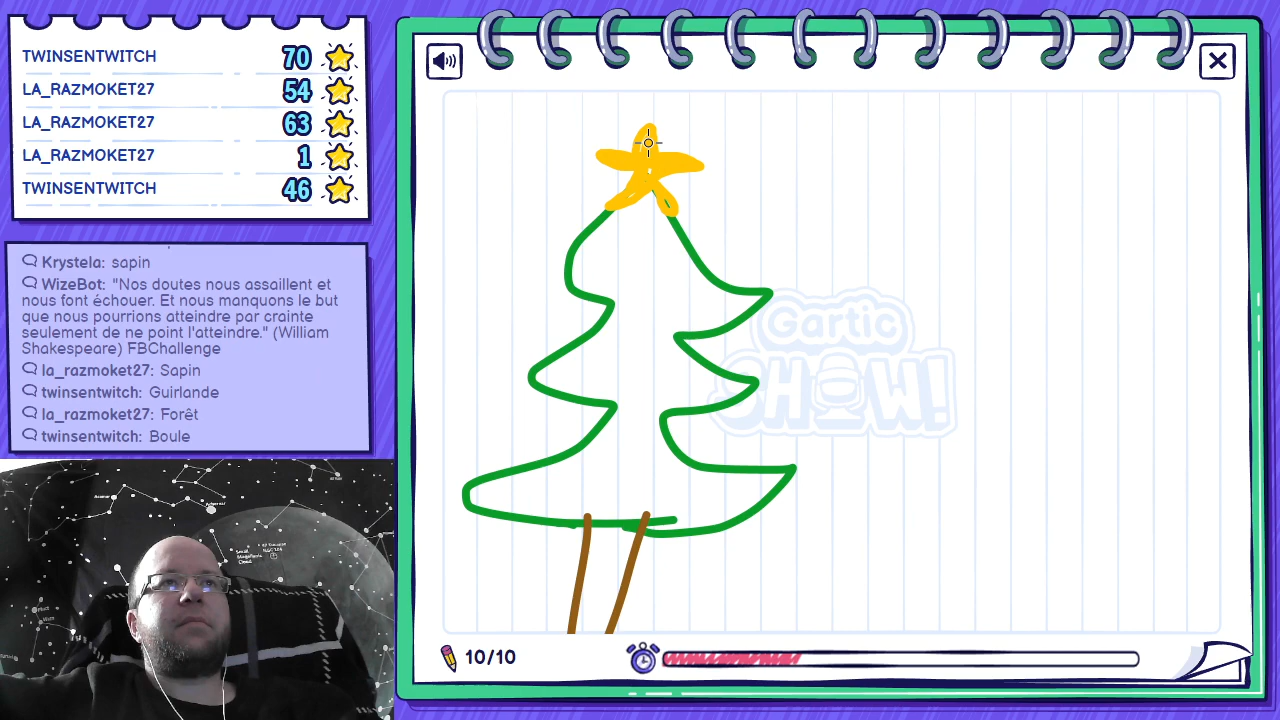 TWINSENTWITCH 70
LA_RAZMOKET27 54
LA_RAZMOKET27 63
LA_RAZMOKET27 1
TWINSENTWITCH 46
Krystela: sapin
WizeBot: "Nos doutes nous assaillent et
nous font échouer. Et nous manquons le but
que nous pourrions atteindre par crainte
seulement de ne point l'atteindre." (William
Shakespeare) FBChallenge
la_razmoket27: Sapin
twinsentwitch: Guirlande
la_razmoket27: Forêt
twinsentwitch: Boule
Gartic
SHOW!
10/10